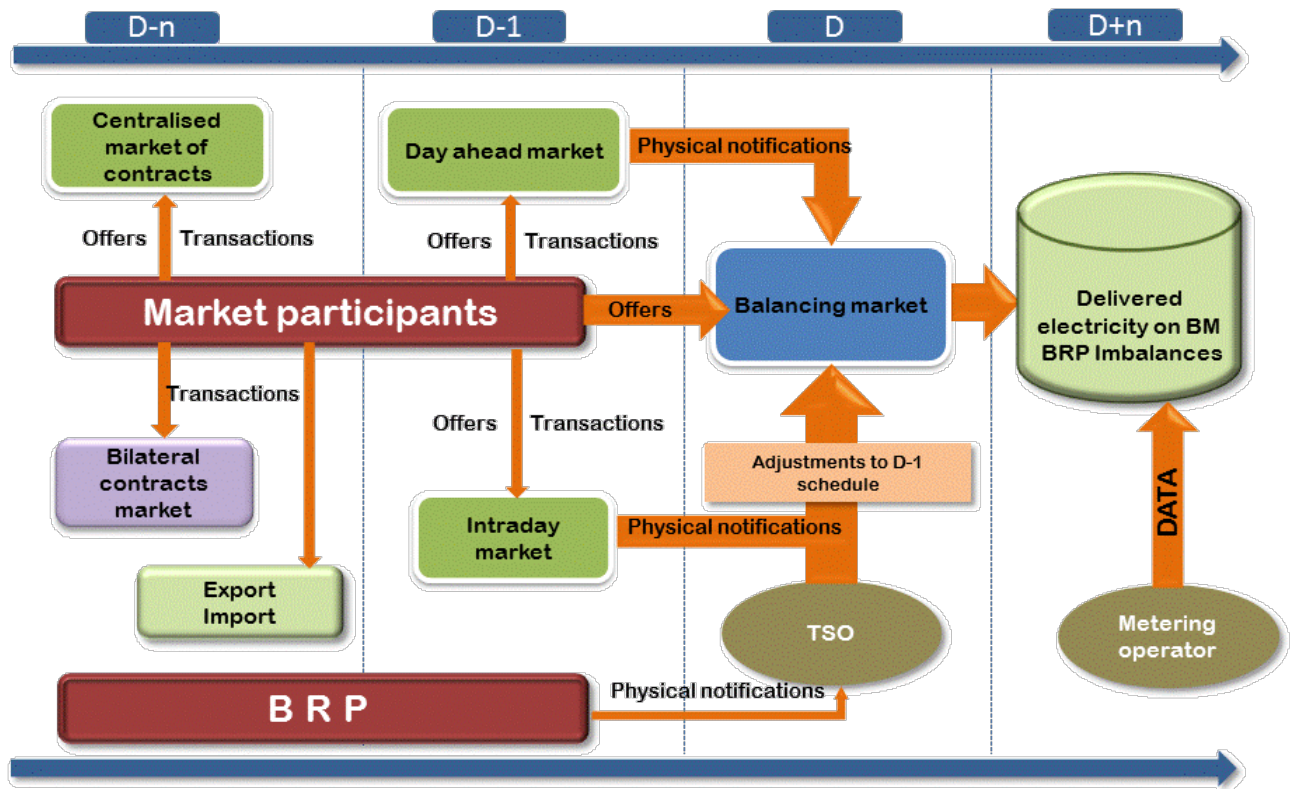 D-n
D-1
D
D+n
Centralised
market of
contracts
Day ahead market
Physical notifications
Offers
Transactions
Offers
Transactions
Market participants
Offers
Balancing market
Delivered
electricity on BM
BRP Imbalances
Transactions
Offers
Transactions
Bilateral
contracts
market
Adjustments to D-1
schedule
Intraday
market
Physical notifications
DATA
Export
Import
TSO
Metering
operator
B R P
Physical notifications